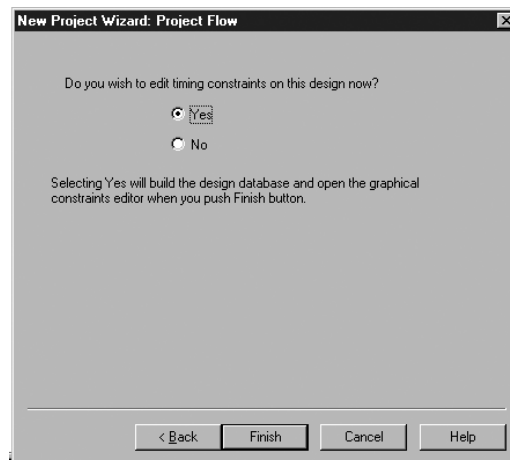 New Project Wizard: Project Flow
Do you wish to edit timing constraints on this design now?
Yes
No
Selecting Yes will build the design database and open the graphical
constraints editor when you push Finish button.
< Back
Finish
Cancel
Help